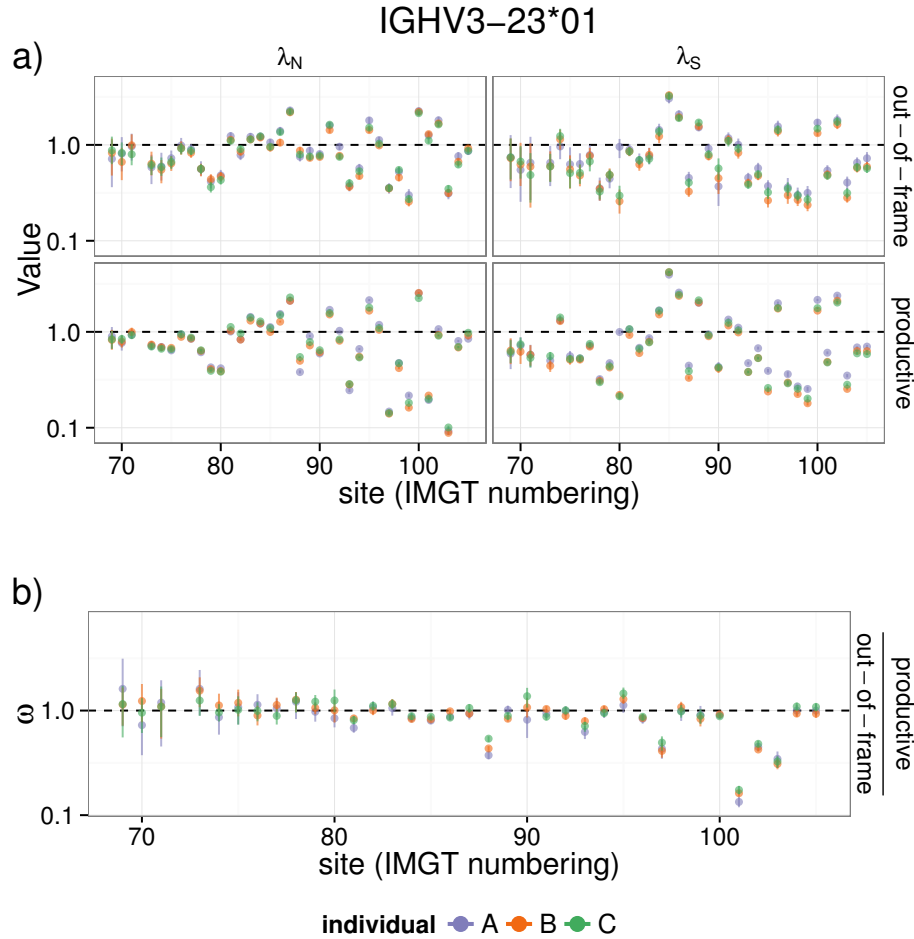 IGHV3−23*01
a)
λN
λS
Value
1.0
0.1
out−of−frame
1.0
0.1
productive
70
80
90
100
70
80
90
100
site (IMGT numbering)
b)
ω
1.0
0.1
productive
out−of−frame
70
80
90
100
site (IMGT numbering)
individual A B C